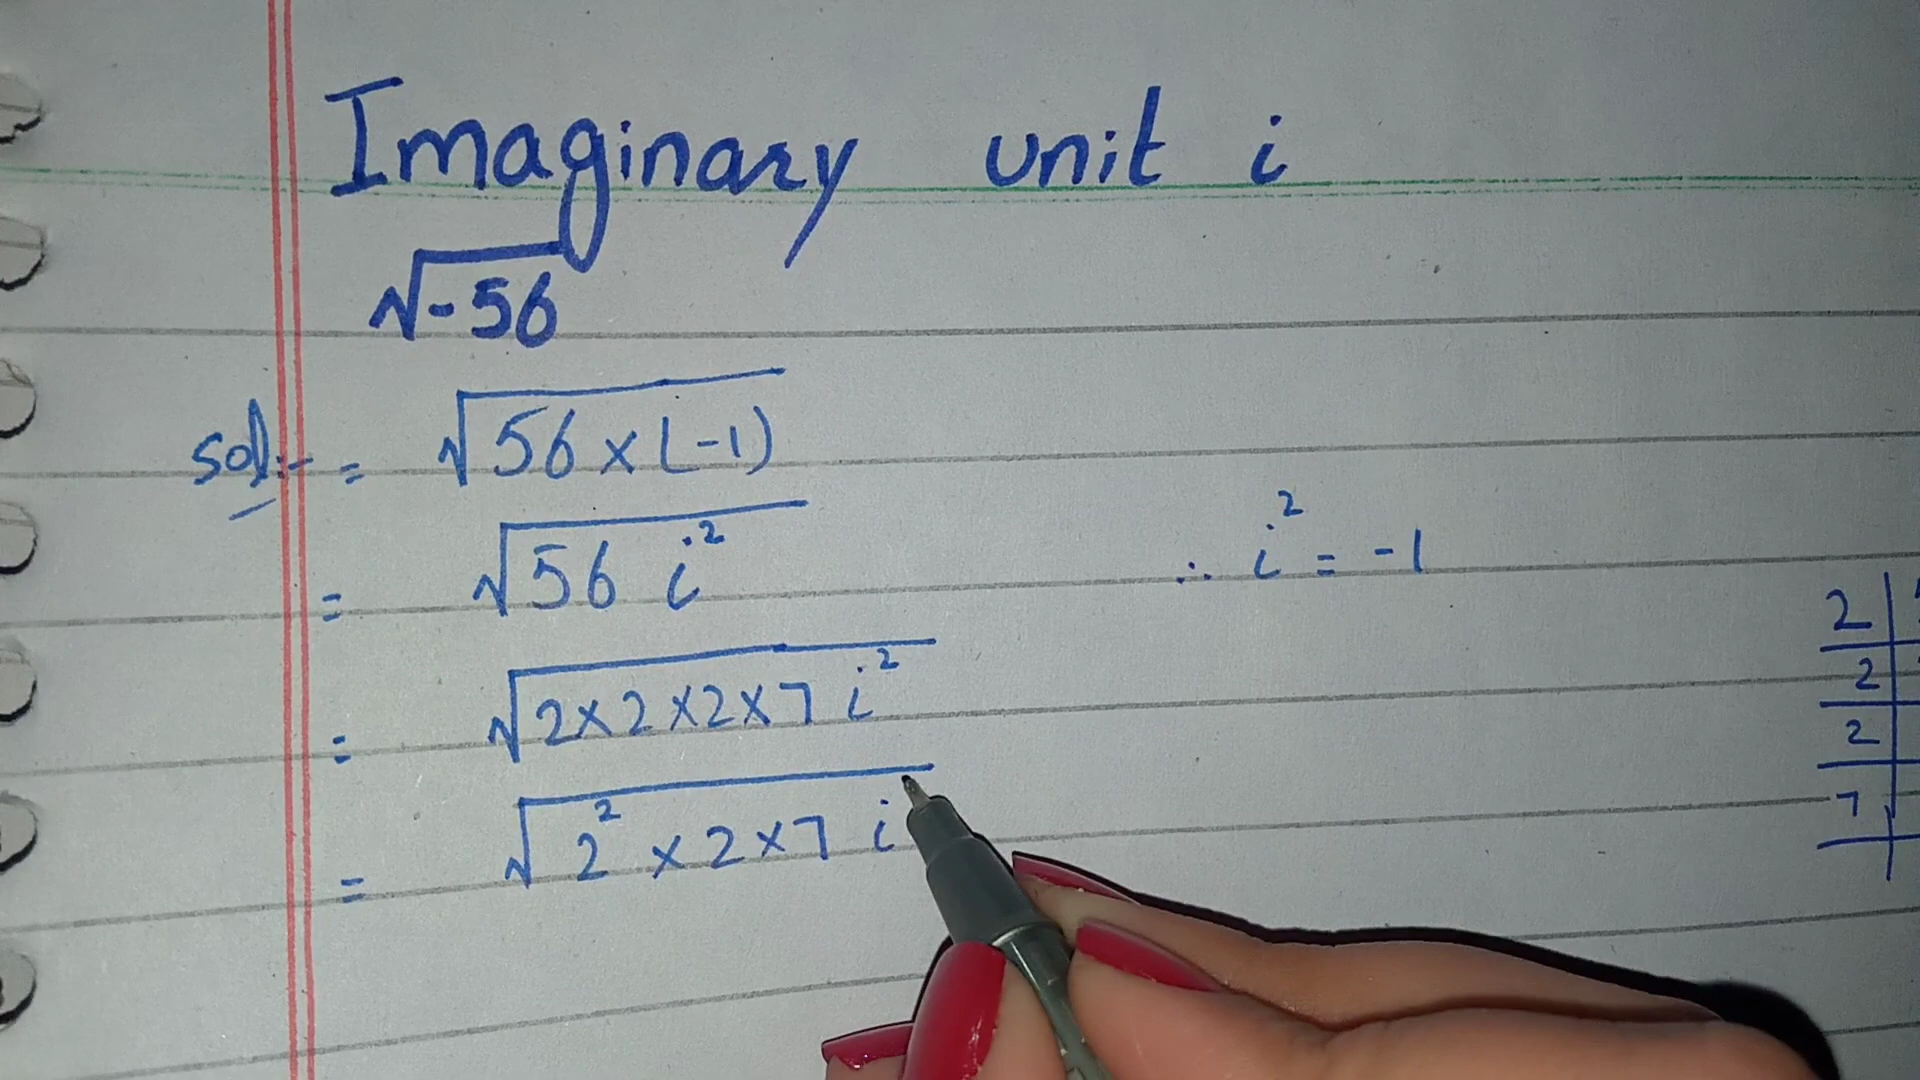 Imaginary unit i
√-56
Sol:- = √56 × (-1)
= √56 i² ∴ i² = -1
= √2×2×2×7 i²
= √2² × 2 × 7 i
2
2
2
7